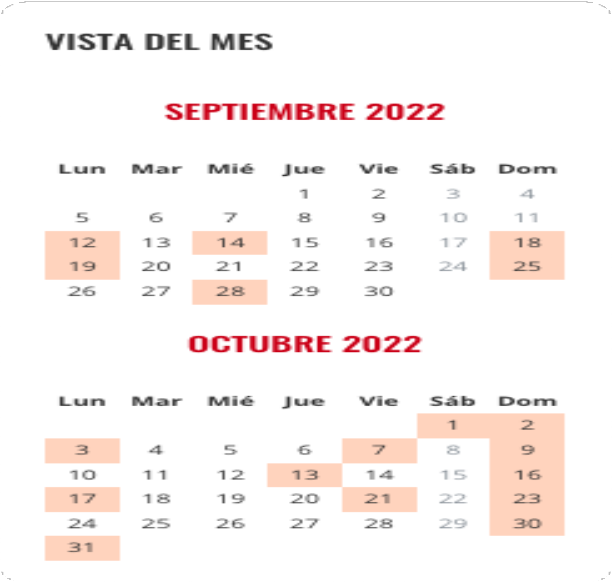 VISTA DEL MES
SEPTIEMBRE 2022
Lun Mar Mié Jue Vie Sáb Dom
1 2 3 4
5 6 7 8 9 10 11
12 13 14 15 16 17 18
19 20 21 22 23 24 25
26 27 28 29 30
OCTUBRE 2022
Lun Mar Mié Jue Vie Sáb Dom
1 2
3 4 5 6 7 8 9
10 11 12 13 14 15 16
17 18 19 20 21 22 23
24 25 26 27 28 29 30
31